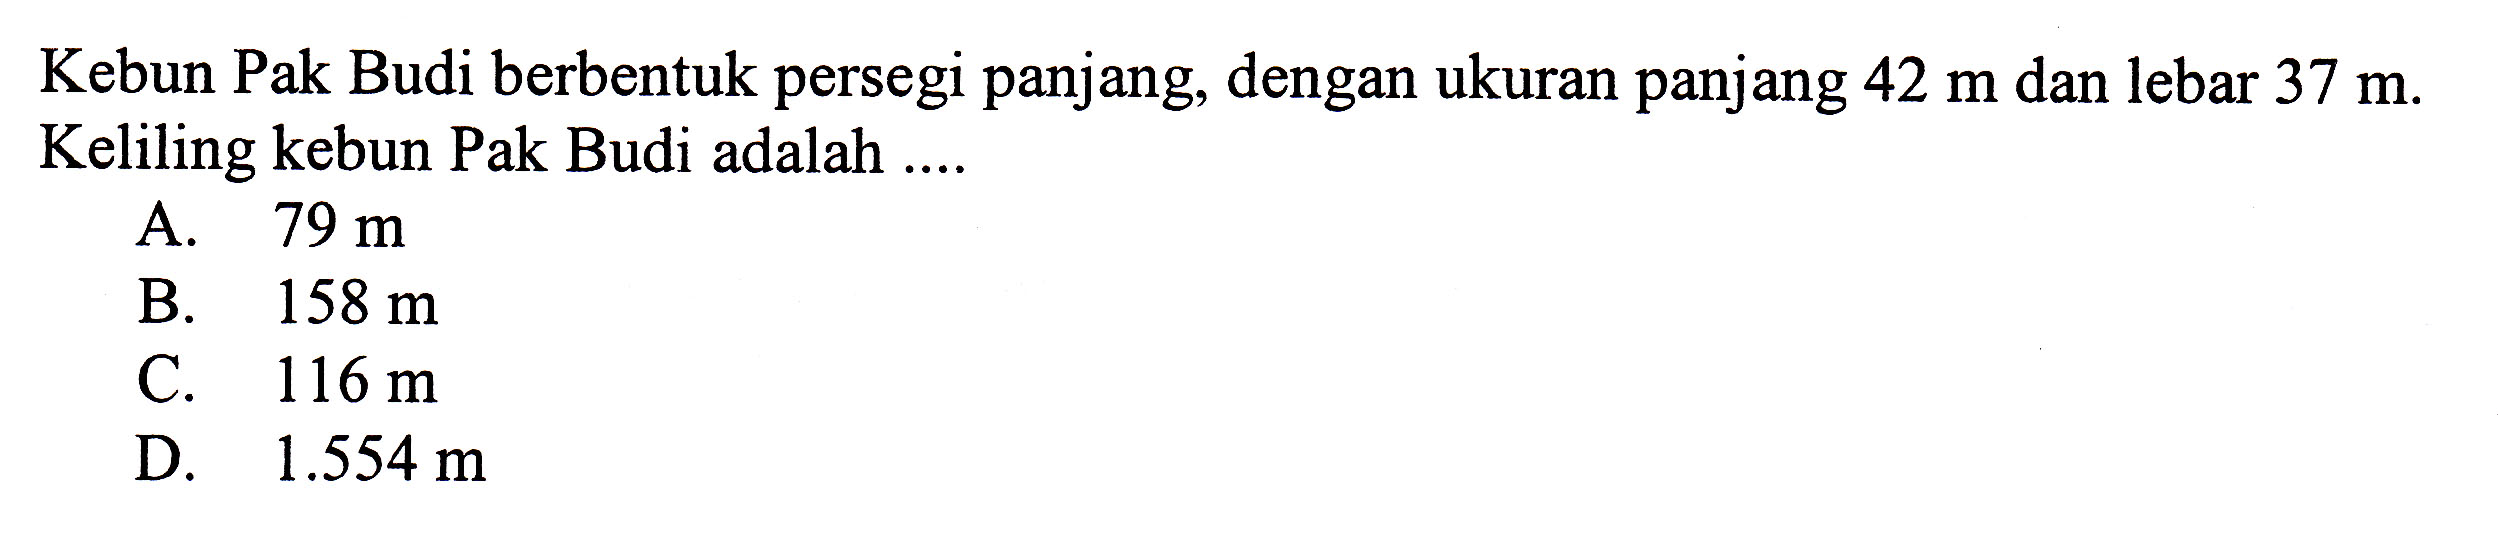 Kebun Pak Budi berbentuk persegi panjang, dengan ukuran panjang 42 m dan lebar 37 m.
Keliling kebun Pak Budi adalah ....
A. 79 m
B. 158 m
C. 116 m
D. 1.554 m